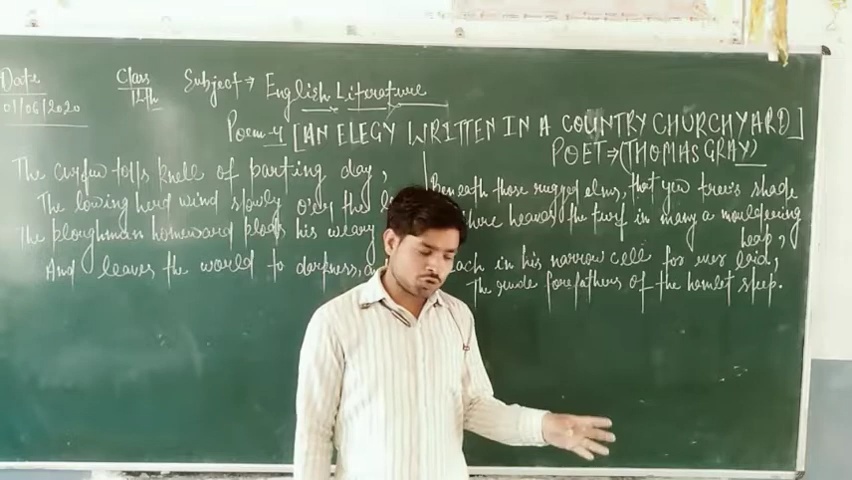 Date Class Subject → English Literature
01/06/2020 12th
Poem-4 [AN ELEGY WRITTEN IN A COUNTRY CHURCHYARD]
POET → (THOMAS GRAY)
The curfew tolls knell of parting day,
The lowing herd wind slowly o'er the
The ploughman homeward plods his weary
And leaves the world to darkness,
Beneath those rugged elms, that yew tree's shade
Where heaves the turf in many a mouldering
heap,
each in his narrow cell for ever laid,
The rude forefathers of the hamlet sleep.